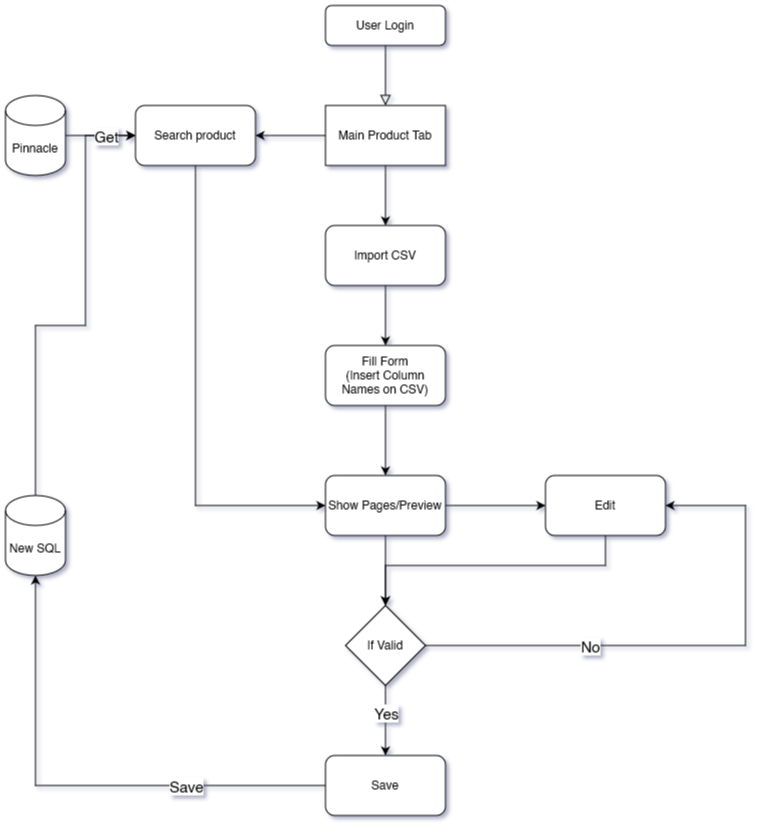 User Login
Pinnacle
Get
Search product
Main Product Tab
Import CSV
Fill Form
(Insert Column
Names on CSV)
Show Pages/Preview
Edit
New SQL
If Valid
No
Yes
Save
Save